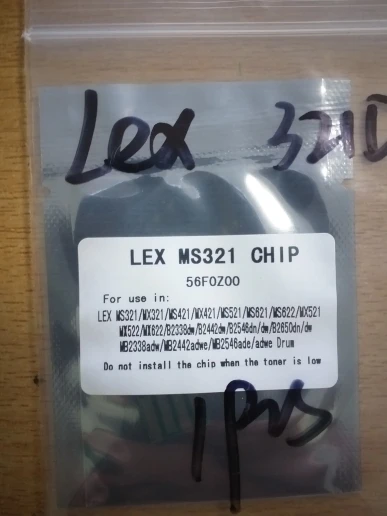 Lex 321D
LEX MS321 CHIP
56F0Z00
For use in:
LEX MS321/MX321/MS421/MX421/MS521/MS621/MS622/MX521
MX522/MX622/B2338dw/B2442dw/B2546dn/dw/B2650dn/dw
MB2338adw/MB2442adwe/MB2546ade/adwe Drum
Do not install the chip when the toner is low
1pcs